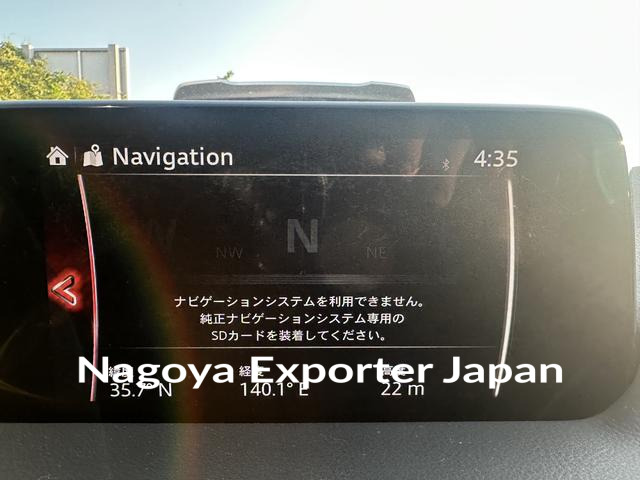 Navigation 4:35
W NW N NE
ナビゲーションシステムを利用できません。
純正ナビゲーションシステム専用の
SDカードを装着してください。
Nagoya Exporter Japan
35.7° N 140.1° E 22 m